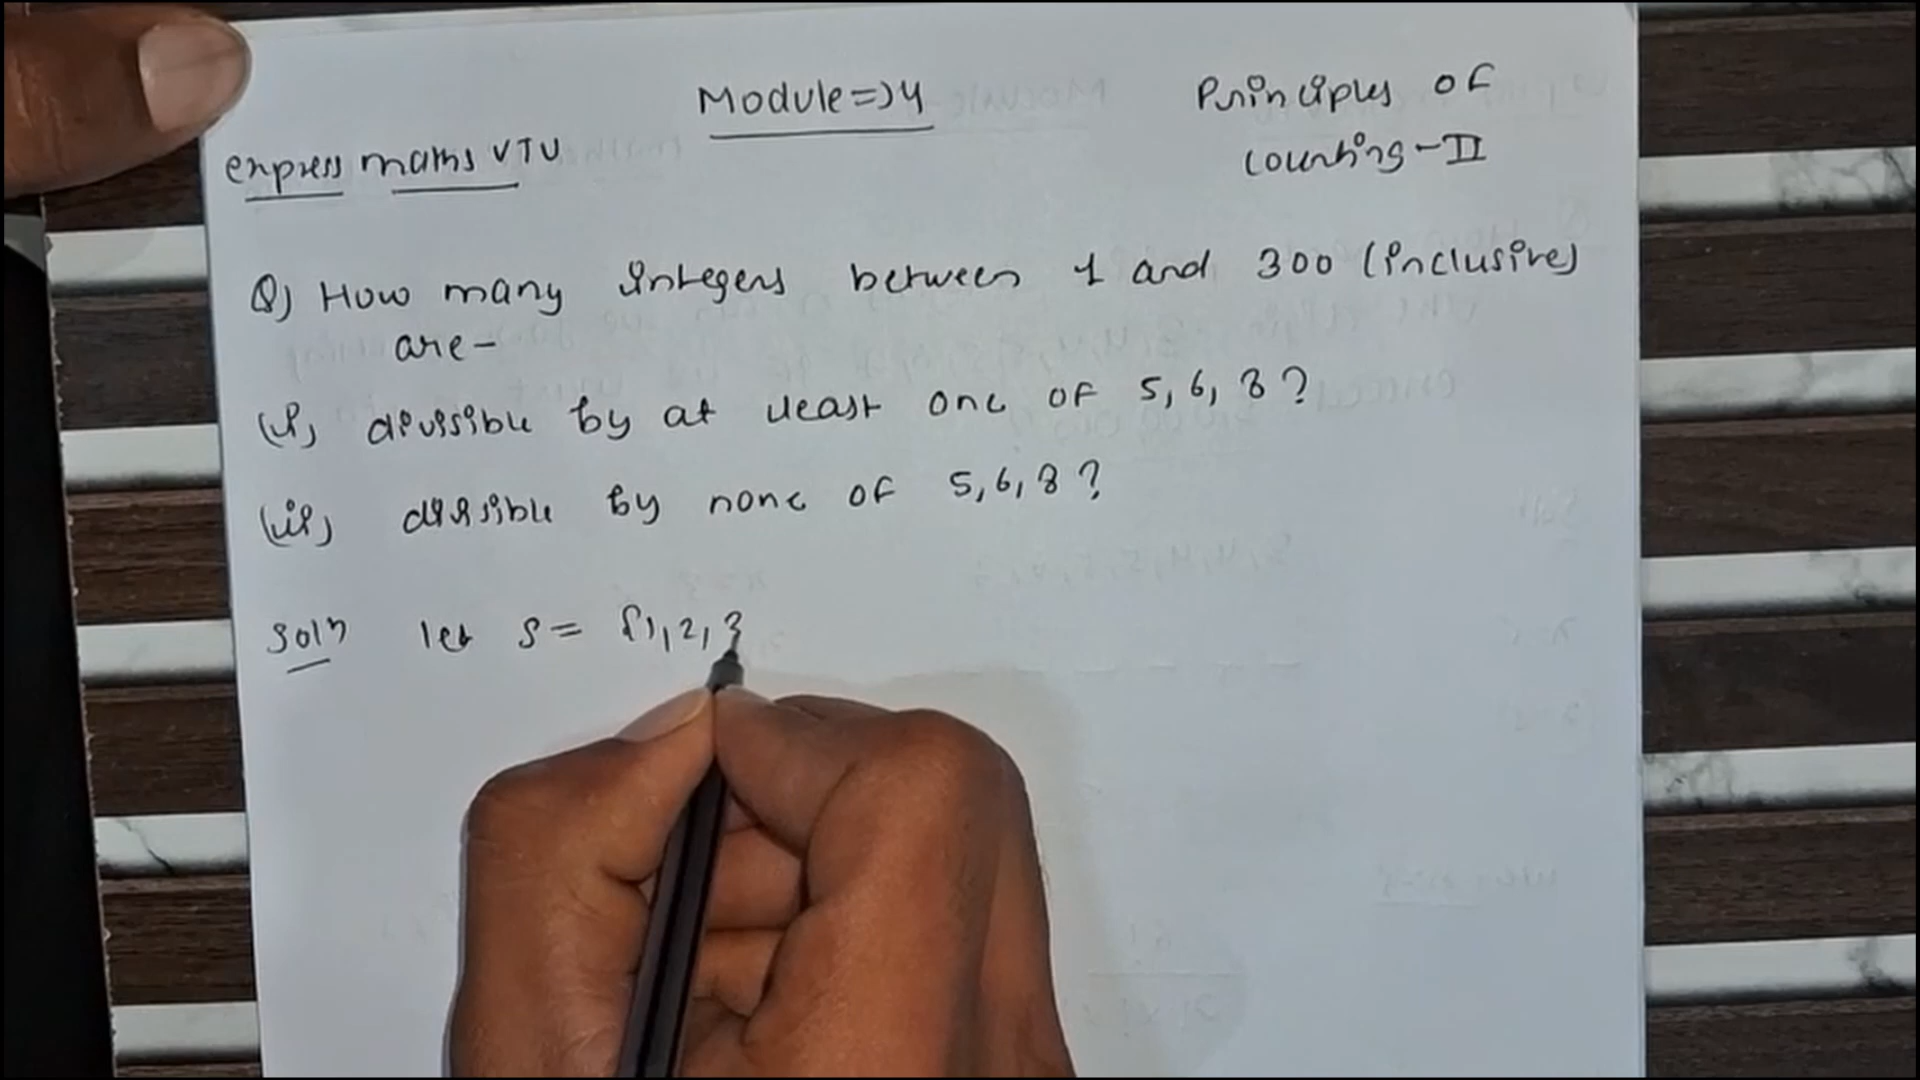 Module => 4
Principles of
counting - II
express maths VTU
Q) How many integers between 1 and 300 (inclusive)
are -
(i) divisible by at least one of 5, 6, 8 ?
(ii) divisible by none of 5, 6, 8 ?
Soln let S = {1, 2, 3